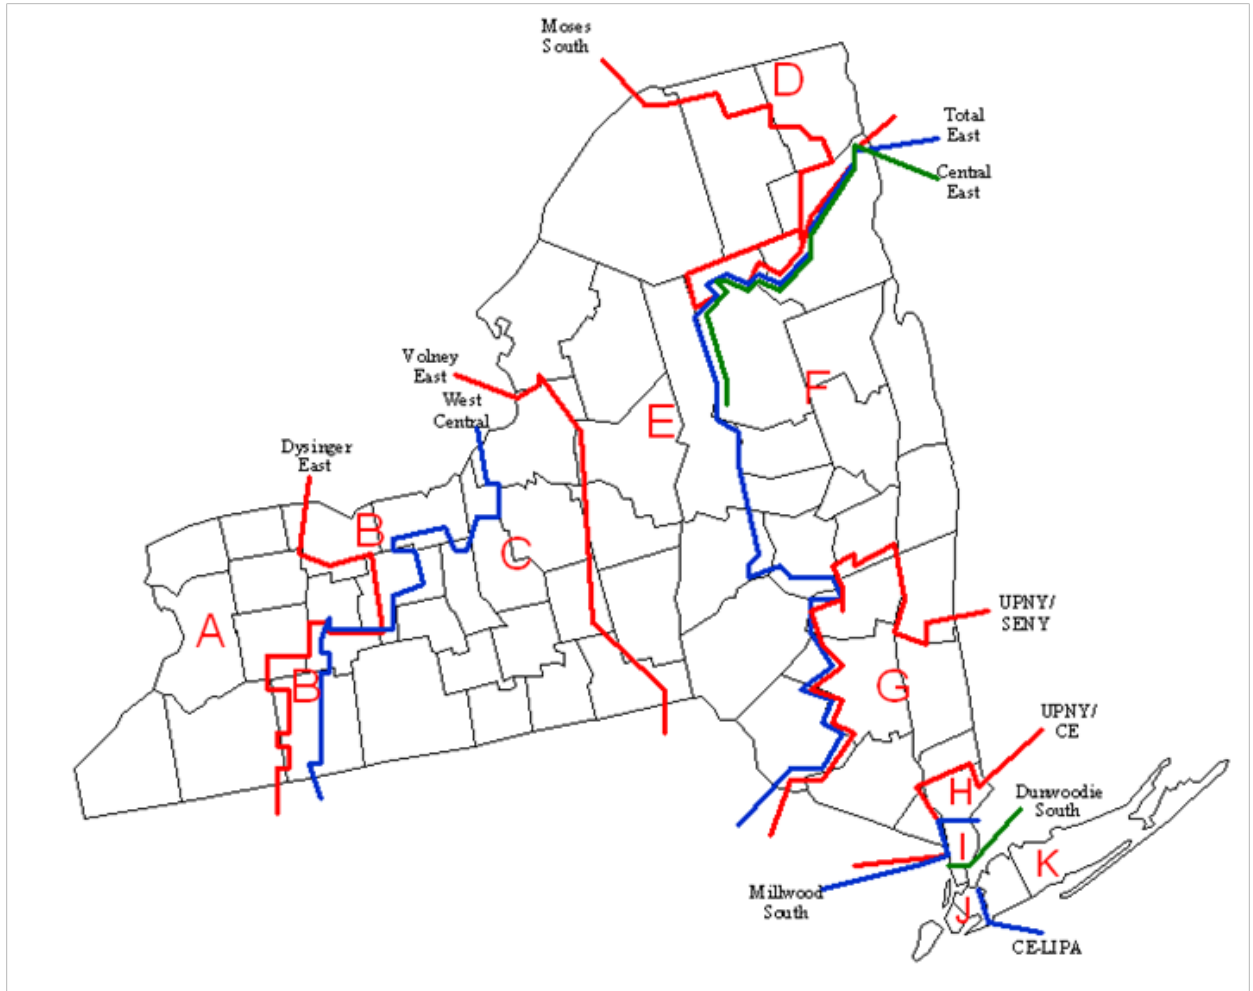 Moses
South
D
Total
East
Central
East
Volney
East
West
Central
E
F
Dysinger
East
B
C
A
UPNY/
SENY
B
G
UPNY/
CE
H
Dunwoodie
South
I
K
Millwood
South
J
CE-LIPA